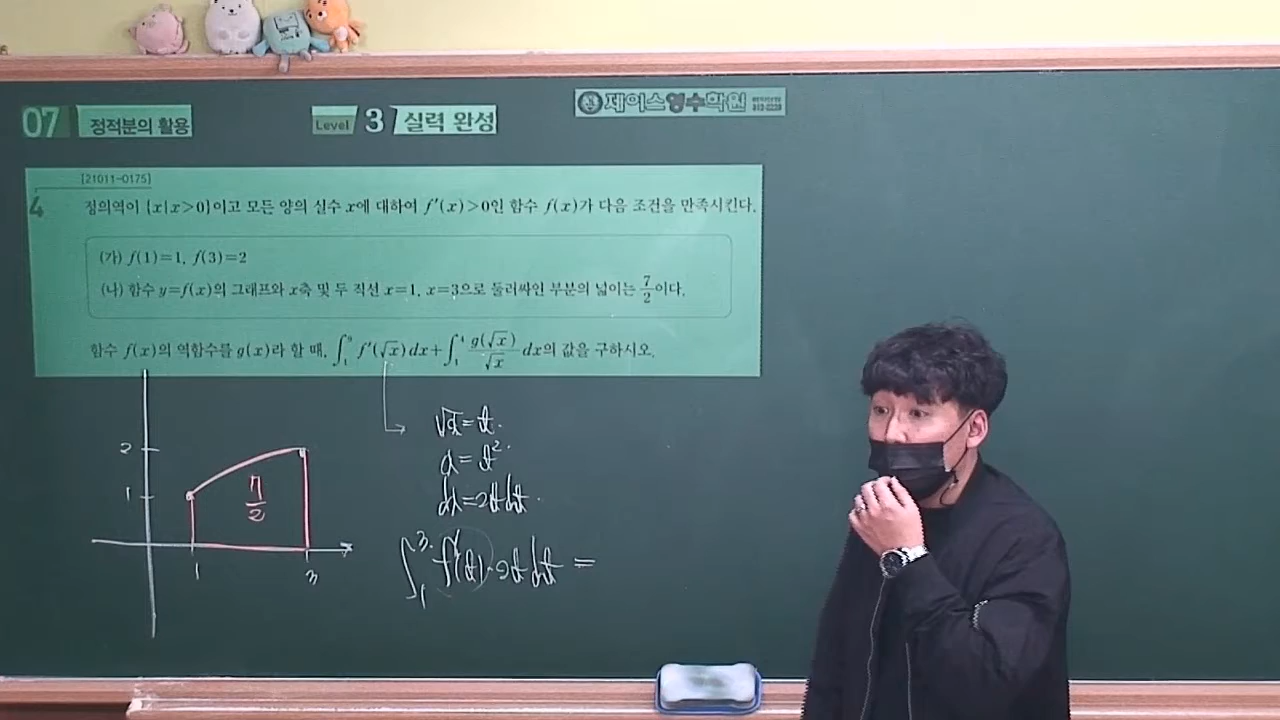 07 정적분의 활용
Level 3 실력 완성
제이스영수학원
[21011-0175]
4 정의역이 {x|x>0}이고 모든 양의 실수 x에 대하여 f′(x)>0인 함수 f(x)가 다음 조건을 만족시킨다.
(가) f(1)=1, f(3)=2
(나) 함수 y=f(x)의 그래프와 x축 및 두 직선 x=1, x=3으로 둘러싸인 부분의 넓이는 7/2이다.
함수 f(x)의 역함수를 g(x)라 할 때, ∫₁⁹ f′(√x)dx+∫₁⁴ g(√x)/√x dx의 값을 구하시오.
√x=t.
x=t².
dx=2tdt.
∫₁³ f′(t)·2tdt =
2
1
7/2
1 3